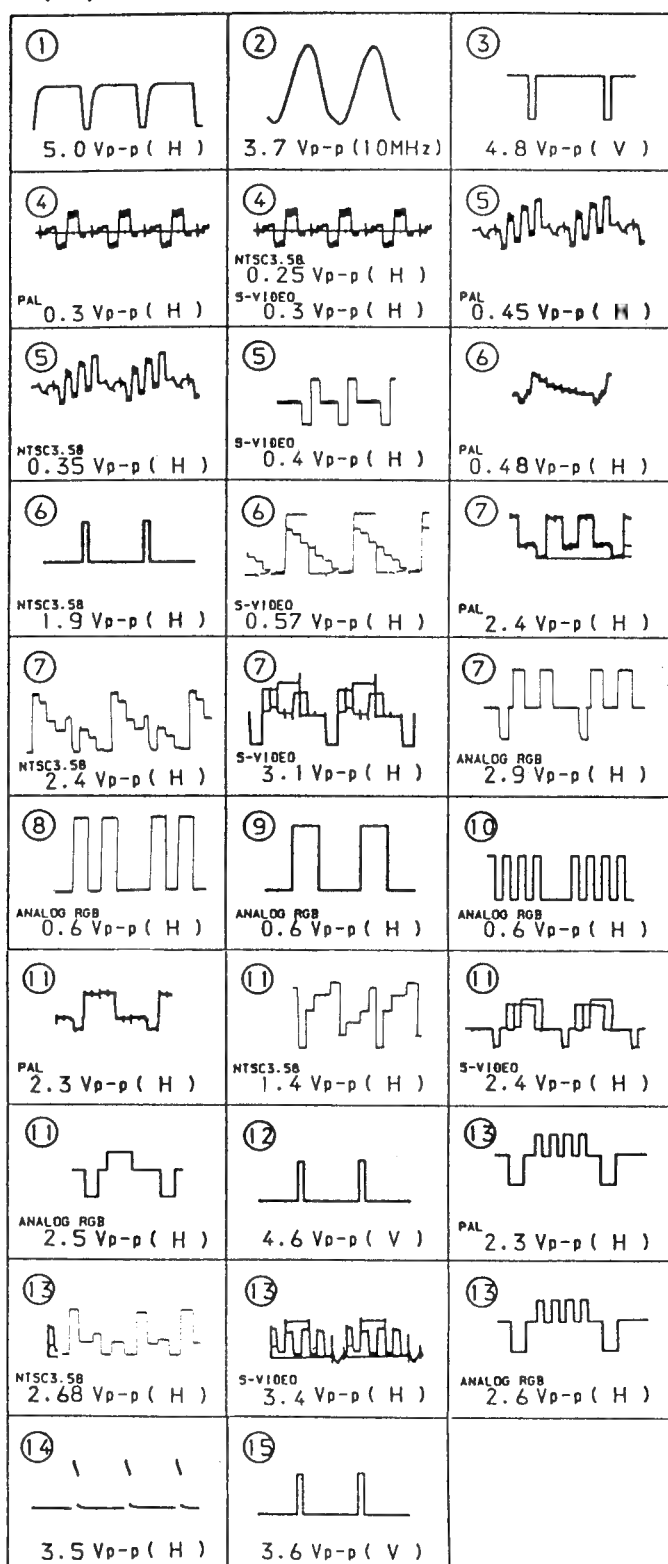 ① ② ③
5.0 Vp-p ( H ) 3.7 Vp-p (10MHz) 4.8 Vp-p ( V )
④ ④ ⑤
NTSC3.58
0.25 Vp-p ( H )
PAL 0.3 Vp-p ( H ) S-VIDEO 0.3 Vp-p ( H ) PAL 0.45 Vp-p ( H )
⑤ ⑤ ⑥
NTSC3.58 S-VIDEO PAL
0.35 Vp-p ( H ) 0.4 Vp-p ( H ) 0.48 Vp-p ( H )
⑥ ⑥ ⑦
NTSC3.58 S-VIDEO PAL
1.9 Vp-p ( H ) 0.57 Vp-p ( H ) 2.4 Vp-p ( H )
⑦ ⑦ ⑦
NTSC3.58 S-VIDEO ANALOG RGB
2.4 Vp-p ( H ) 3.1 Vp-p ( H ) 2.9 Vp-p ( H )
⑧ ⑨ ⑩
ANALOG RGB ANALOG RGB ANALOG RGB
0.6 Vp-p ( H ) 0.6 Vp-p ( H ) 0.6 Vp-p ( H )
⑪ ⑪ ⑪
PAL NTSC3.58 S-VIDEO
2.3 Vp-p ( H ) 1.4 Vp-p ( H ) 2.4 Vp-p ( H )
⑪ ⑫ ⑬
ANALOG RGB PAL
2.5 Vp-p ( H ) 4.6 Vp-p ( V ) 2.3 Vp-p ( H )
⑬ ⑬ ⑬
NTSC3.58 S-VIDEO ANALOG RGB
2.68 Vp-p ( H ) 3.4 Vp-p ( H ) 2.6 Vp-p ( H )
⑭ ⑮
3.5 Vp-p ( H ) 3.6 Vp-p ( V )